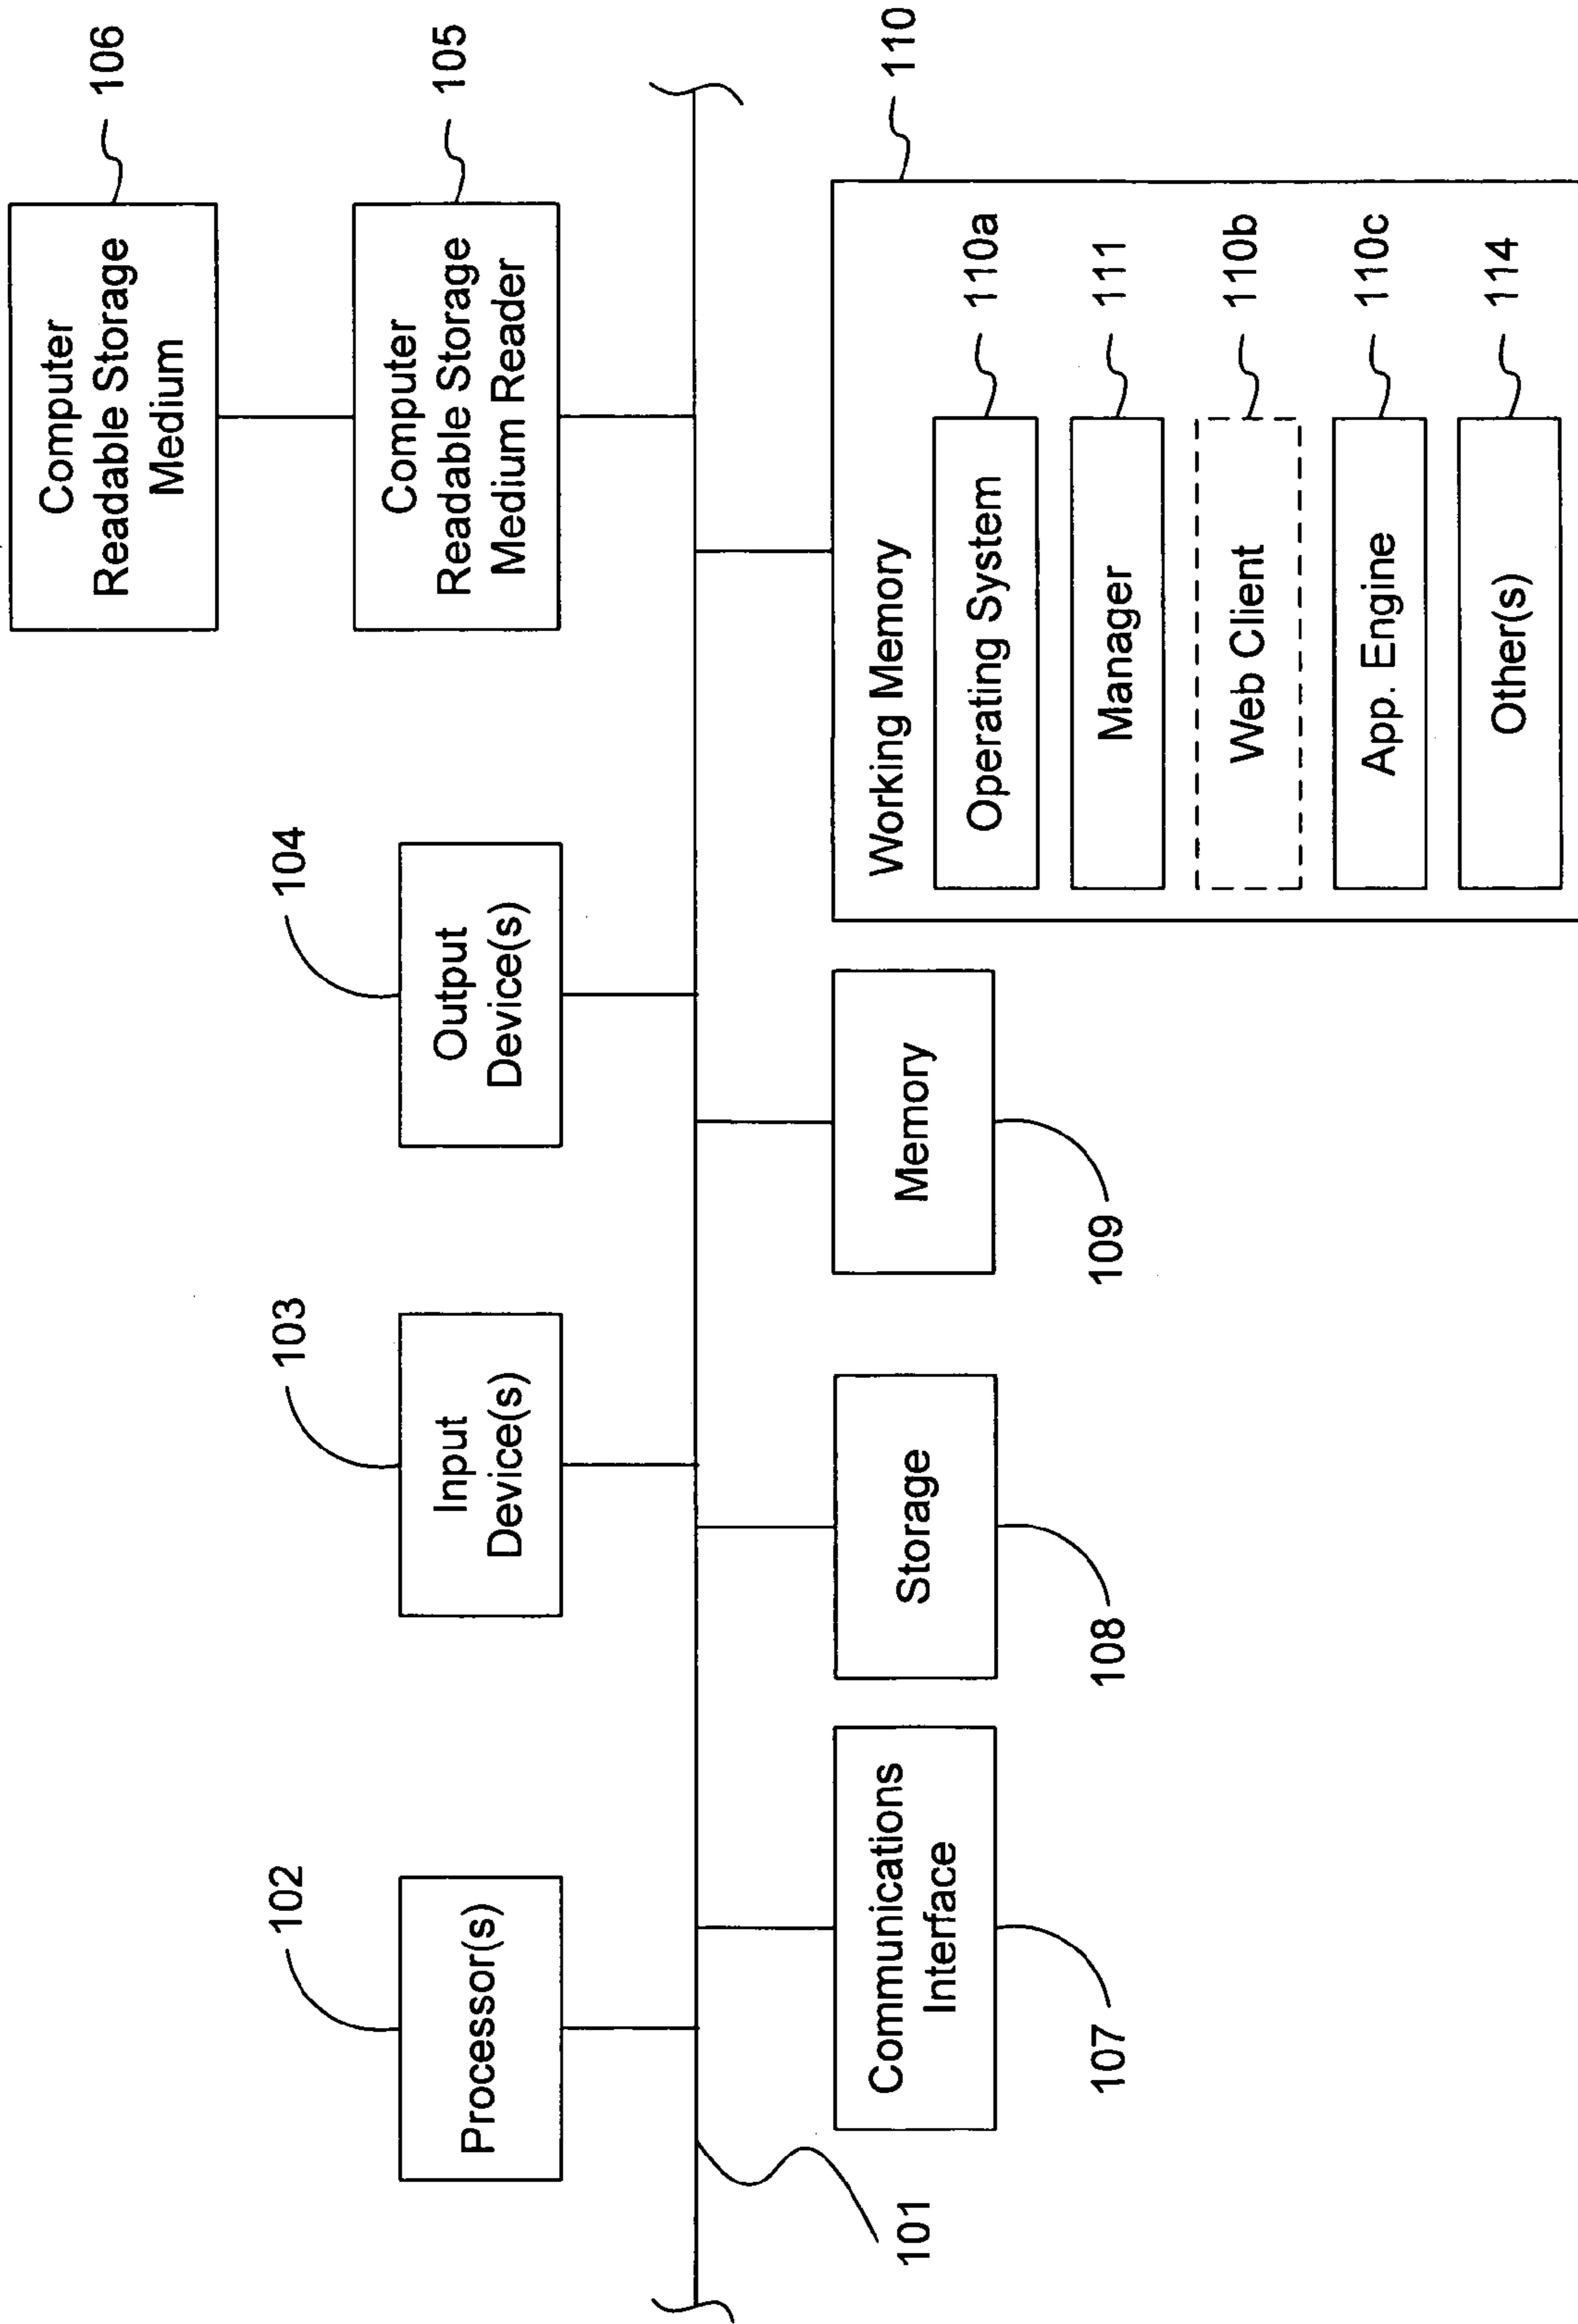 106
Computer
Readable Storage
Medium
105
Computer
Readable Storage
Medium Reader
102
Processor(s)
103
Input
Device(s)
104
Output
Device(s)
101
Communications
Interface
107
Storage
108
Memory
109
110
Working Memory
Operating System
110a
Manager
111
Web Client
110b
App. Engine
110c
Other(s)
114